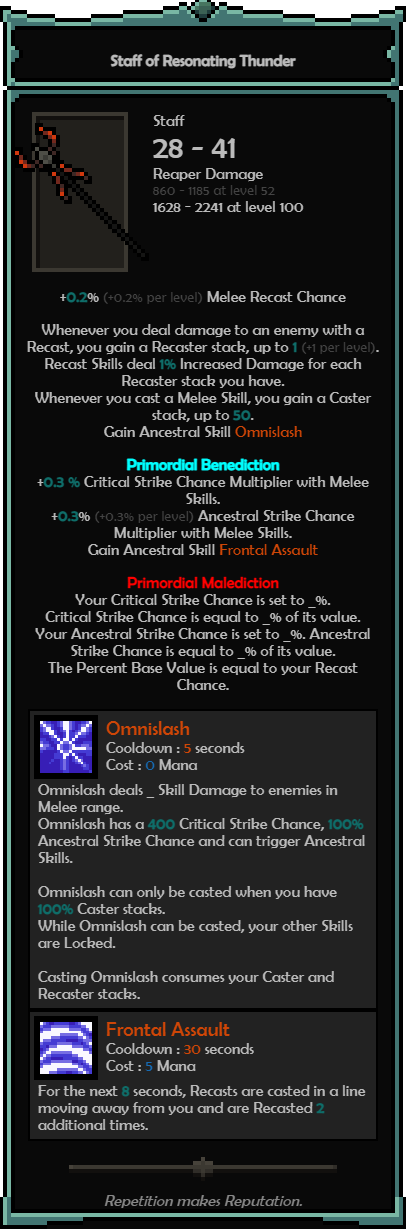 Staff of Resonating Thunder
Staff
28 - 41
Reaper Damage
860 - 1185 at level 52
1628 - 2241 at level 100
+0.2% (+0.2% per level) Melee Recast Chance
Whenever you deal damage to an enemy with a
Recast, you gain a Recaster stack, up to 1 (+1 per level).
Recast Skills deal 1% Increased Damage for each
Recaster stack you have.
Whenever you cast a Melee Skill, you gain a Caster
stack, up to 50.
Gain Ancestral Skill Omnislash
Primordial Benediction
+0.3 % Critical Strike Chance Multiplier with Melee
Skills.
+0.3% (+0.3% per level) Ancestral Strike Chance
Multiplier with Melee Skills.
Gain Ancestral Skill Frontal Assault
Primordial Malediction
Your Critical Strike Chance is set to _%.
Critical Strike Chance is equal to _% of its value.
Your Ancestral Strike Chance is set to _%. Ancestral
Strike Chance is equal to _% of its value.
The Percent Base Value is equal to your Recast
Chance.
Omnislash
Cooldown : 5 seconds
Cost : 0 Mana
Omnislash deals _ Skill Damage to enemies in
Melee range.
Omnislash has a 400 Critical Strike Chance, 100%
Ancestral Strike Chance and can trigger Ancestral
Skills.
Omnislash can only be casted when you have
100% Caster stacks.
While Omnislash can be casted, your other Skills
are Locked.
Casting Omnislash consumes your Caster and
Recaster stacks.
Frontal Assault
Cooldown : 30 seconds
Cost : 5 Mana
For the next 8 seconds, Recasts are casted in a line
moving away from you and are Recasted 2
additional times.
Repetition makes Reputation.